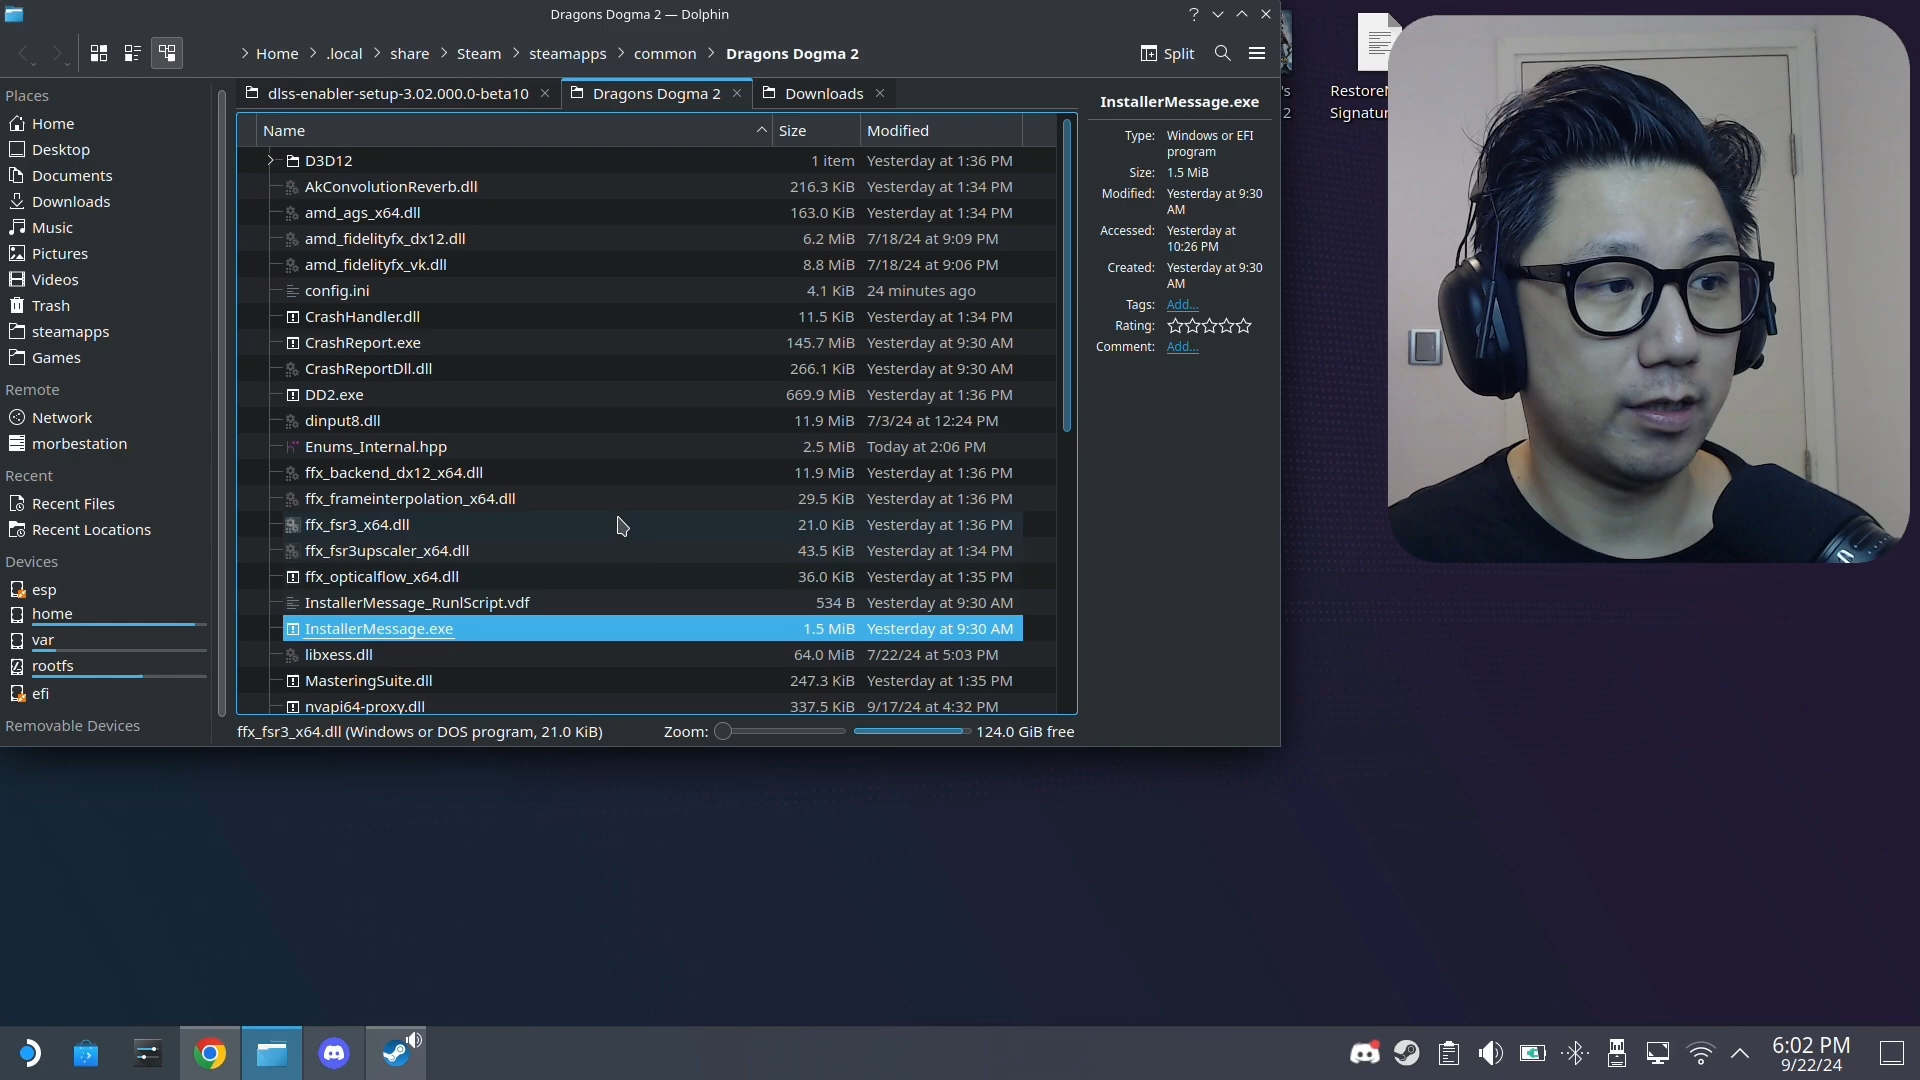 Dragons Dogma 2 — Dolphin
Home > .local > share > Steam > steamapps > common > Dragons Dogma 2
Split
Places
Home
Desktop
Documents
Downloads
Music
Pictures
Videos
Trash
steamapps
Games
Remote
Network
morbestation
Recent
Recent Files
Recent Locations
Devices
esp
home
var
rootfs
efi
Removable Devices
dlss-enabler-setup-3.02.000.0-beta10
Dragons Dogma 2
Downloads
Name Size Modified
D3D12 1 item Yesterday at 1:36 PM
AkConvolutionReverb.dll 216.3 KiB Yesterday at 1:34 PM
amd_ags_x64.dll 163.0 KiB Yesterday at 1:34 PM
amd_fidelityfx_dx12.dll 6.2 MiB 7/18/24 at 9:09 PM
amd_fidelityfx_vk.dll 8.8 MiB 7/18/24 at 9:06 PM
config.ini 4.1 KiB 24 minutes ago
CrashHandler.dll 11.5 KiB Yesterday at 1:34 PM
CrashReport.exe 145.7 MiB Yesterday at 9:30 AM
CrashReportDll.dll 266.1 KiB Yesterday at 9:30 AM
DD2.exe 669.9 MiB Yesterday at 1:36 PM
dinput8.dll 11.9 MiB 7/3/24 at 12:24 PM
Enums_Internal.hpp 2.5 MiB Today at 2:06 PM
ffx_backend_dx12_x64.dll 11.9 MiB Yesterday at 1:36 PM
ffx_frameinterpolation_x64.dll 29.5 KiB Yesterday at 1:36 PM
ffx_fsr3_x64.dll 21.0 KiB Yesterday at 1:36 PM
ffx_fsr3upscaler_x64.dll 43.5 KiB Yesterday at 1:34 PM
ffx_opticalflow_x64.dll 36.0 KiB Yesterday at 1:35 PM
InstallerMessage_RunIScript.vdf 534 B Yesterday at 9:30 AM
InstallerMessage.exe 1.5 MiB Yesterday at 9:30 AM
libxess.dll 64.0 MiB 7/22/24 at 5:03 PM
MasteringSuite.dll 247.3 KiB Yesterday at 1:35 PM
nvapi64-proxy.dll 337.5 KiB 9/17/24 at 4:32 PM
ffx_fsr3_x64.dll (Windows or DOS program, 21.0 KiB)
Zoom:
124.0 GiB free
InstallerMessage.exe
Type: Windows or EFI
program
Size: 1.5 MiB
Modified: Yesterday at 9:30
AM
Accessed: Yesterday at
10:26 PM
Created: Yesterday at 9:30
AM
Tags: Add...
Rating:
Comment: Add...
's
2
Signatur
6:02 PM
9/22/24